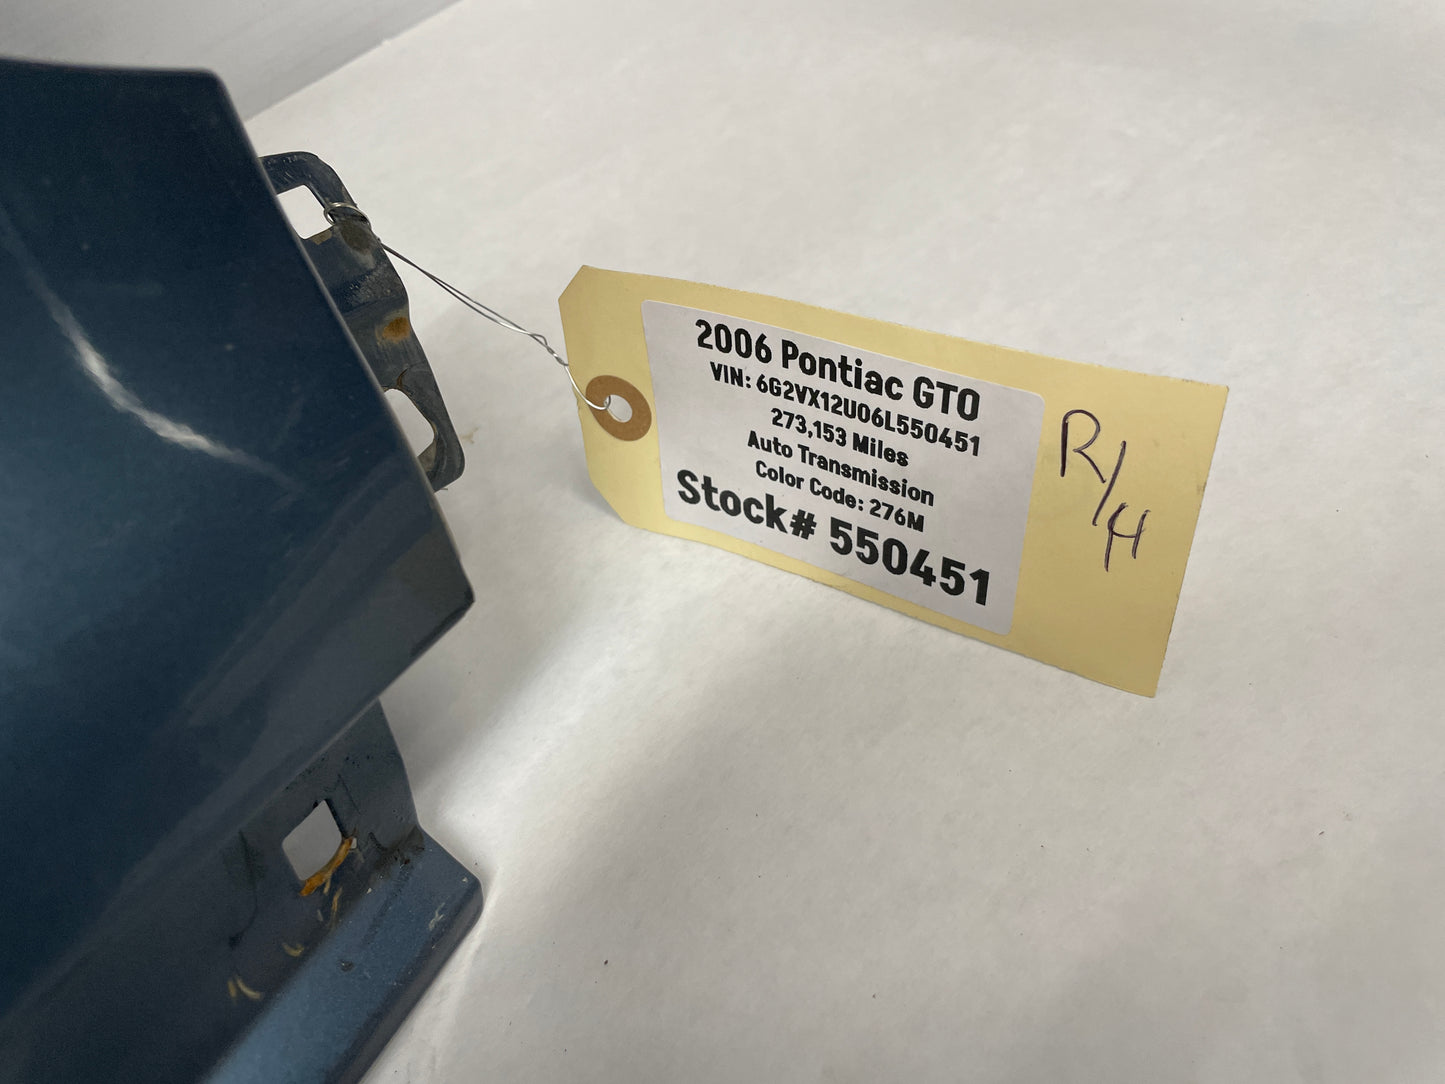 2006 Pontiac GTO
VIN: 6G2VX12U06L550451
273,153 Miles
Auto Transmission
Color Code: 276M
Stock# 550451
R/H